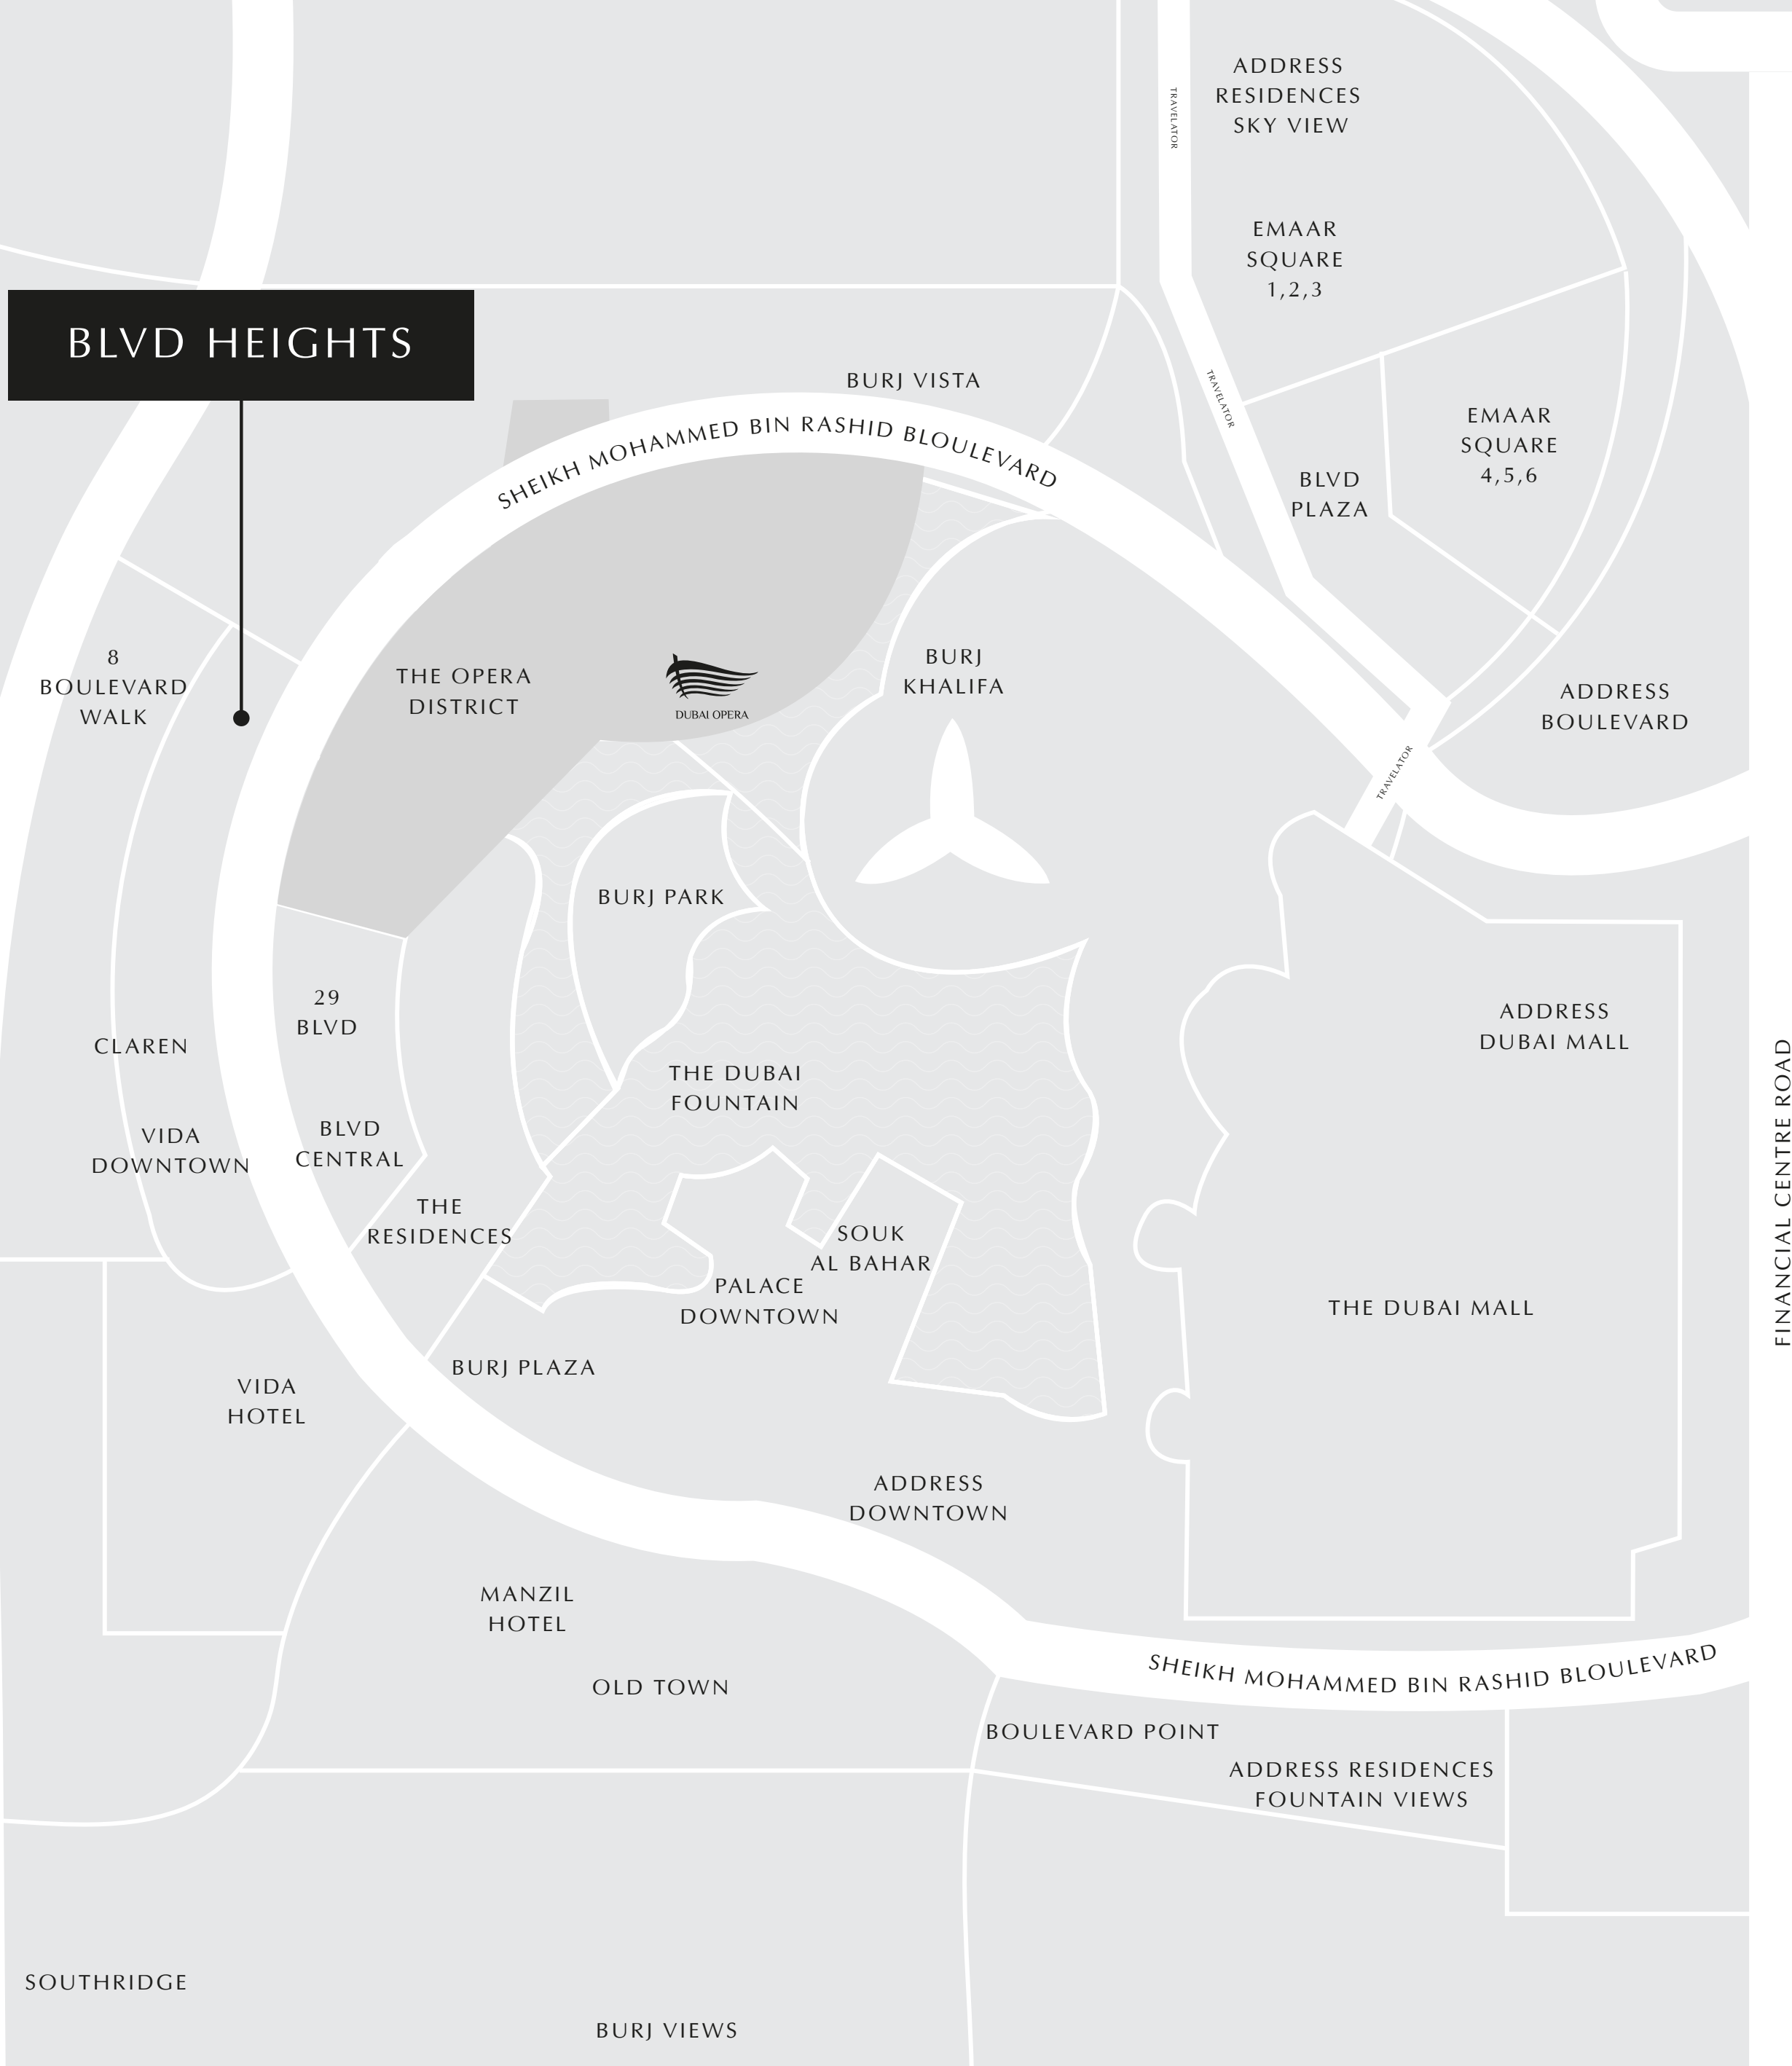 TRAVELATOR
ADDRESS
RESIDENCES
SKY VIEW
EMAAR
SQUARE
1,2,3
BLVD HEIGHTS
BURJ VISTA
SHEIKH MOHAMMED BIN RASHID BLOULEVARD
TRAVELATOR
EMAAR
SQUARE
4,5,6
BLVD
PLAZA
8
BOULEVARD
WALK
THE OPERA
DISTRICT
DUBAI OPERA
BURJ
KHALIFA
ADDRESS
BOULEVARD
TRAVELATOR
BURJ PARK
29
BLVD
CLAREN
ADDRESS
DUBAI MALL
THE DUBAI
FOUNTAIN
VIDA
DOWNTOWN
BLVD
CENTRAL
THE
RESIDENCES
SOUK
AL BAHAR
PALACE
DOWNTOWN
THE DUBAI MALL
FINANCIAL CENTRE ROAD
BURJ PLAZA
VIDA
HOTEL
ADDRESS
DOWNTOWN
MANZIL
HOTEL
OLD TOWN
SHEIKH MOHAMMED BIN RASHID BLOULEVARD
BOULEVARD POINT
ADDRESS RESIDENCES
FOUNTAIN VIEWS
SOUTHRIDGE
BURJ VIEWS